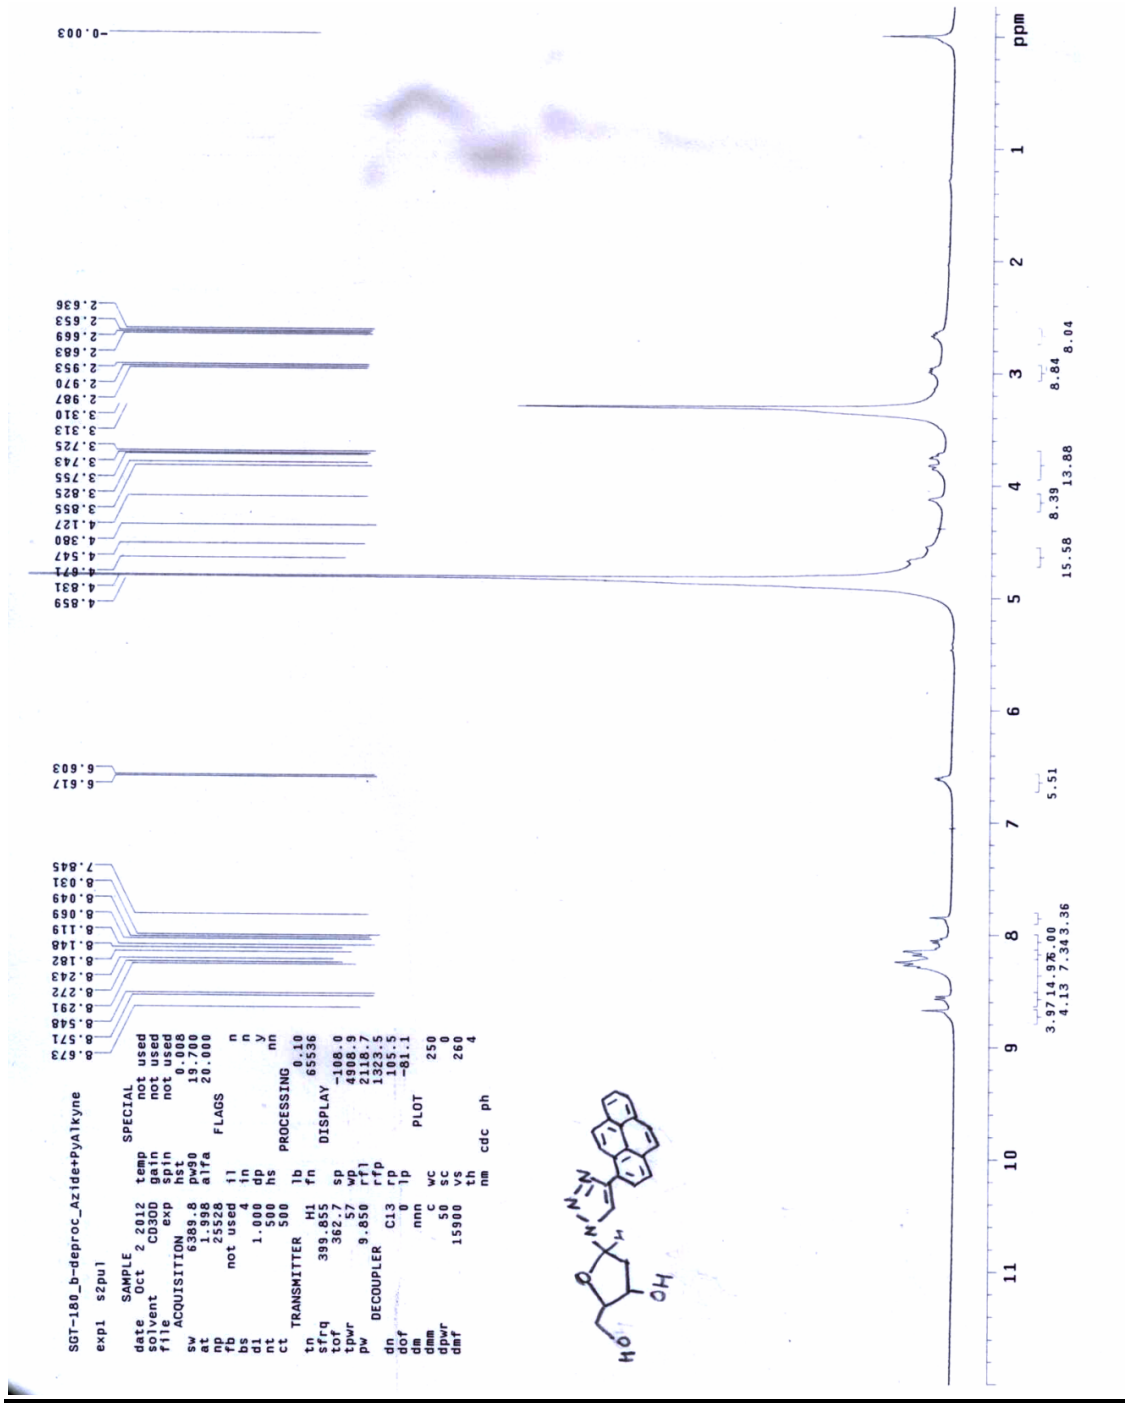 SGT-180_b-deproc_Azide+PyAlkyne
exp1 s2pul
SAMPLE
date Oct 2 2012
solvent CD3OD
file exp
ACQUISITION
sw 6389.8
at 1.998
np 25528
fb not used
bs 4
d1 1.000
nt 500
ct 500
TRANSMITTER
tn H1
sfrq 399.855
tof 362.7
tpwr 57
pw 9.850
DECOUPLER
dn C13
dof 0
dm nnn
dmm c
dpwr 50
dmf 15900
SPECIAL
temp not used
gain not used
spin not used
hst 0.008
pw90 19.700
alfa 20.000
FLAGS
il n
in n
dp y
hs nn
PROCESSING
lb 0.10
fn 65536
DISPLAY
sp
wp 4908.9
rfl 2118.7
rfp 1323.5
rp 105.5
lp -81.1
PLOT
wc 250
sc 0
vs 260
th 4
nm cdc ph
8.673
8.571
8.548
8.291
8.272
8.243
8.182
8.148
8.119
8.069
8.049
8.031
7.845
6.617
6.603
4.859
4.831
4.671
4.547
4.380
4.127
3.855
3.825
3.755
3.743
3.725
3.313
3.310
2.987
2.970
2.953
2.683
2.669
2.653
2.636
-0.003
HO
O
OH
H
N
N
N
11 10 9 8 7 6 5 4 3 2 1 ppm
3.97 14.97 6.00
4.13 7.34 3.36
5.51
15.58
8.39
13.88
8.84
8.04